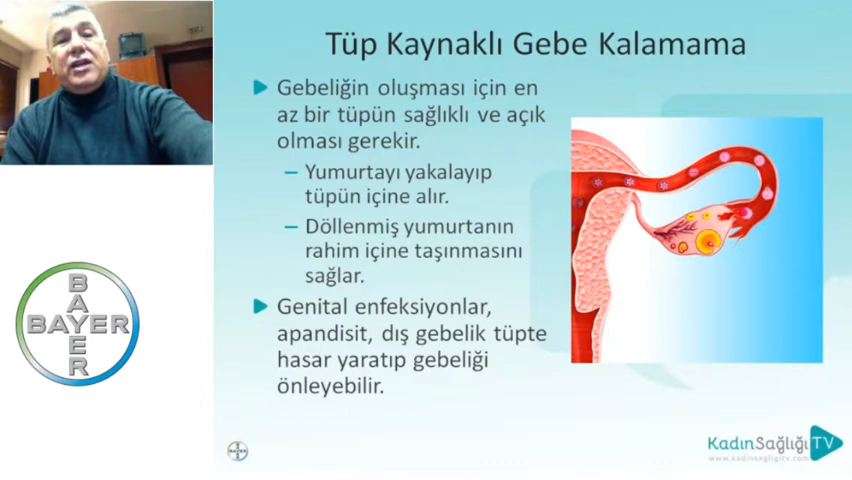 Tüp Kaynaklı Gebe Kalamama
Gebeliğin oluşması için en
az bir tüpün sağlıklı ve açık
olması gerekir.
– Yumurtayı yakalayıp
tüpün içine alır.
– Döllenmiş yumurtanın
rahim içine taşınmasını
sağlar.
Genital enfeksiyonlar,
apandisit, dış gebelik tüpte
hasar yaratıp gebeliği
önleyebilir.
BAYER
BAYER
BAYER
BAYER
KadınSağlığıTV
www.kadinsagligitv.com